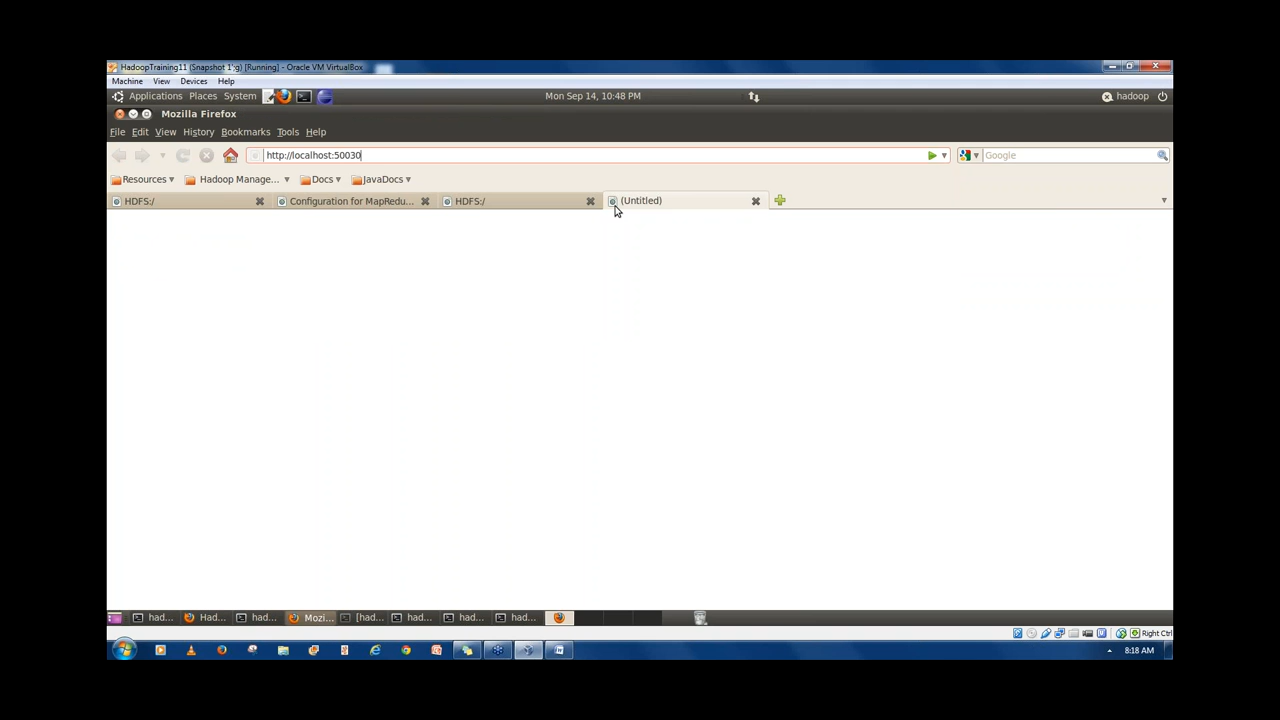 HadoopTraining11 (Snapshot 1';g) [Running] - Oracle VM VirtualBox
Machine View Devices Help
Applications Places System Mon Sep 14, 10:48 PM hadoop
Mozilla Firefox
File Edit View History Bookmarks Tools Help
http://localhost:50030 Google
Resources Hadoop Manage... Docs JavaDocs
HDFS:/ Configuration for MapRedu... HDFS:/ (Untitled)
had... Had... had... Mozi... [had... had... had... had...
Right Ctrl
8:18 AM